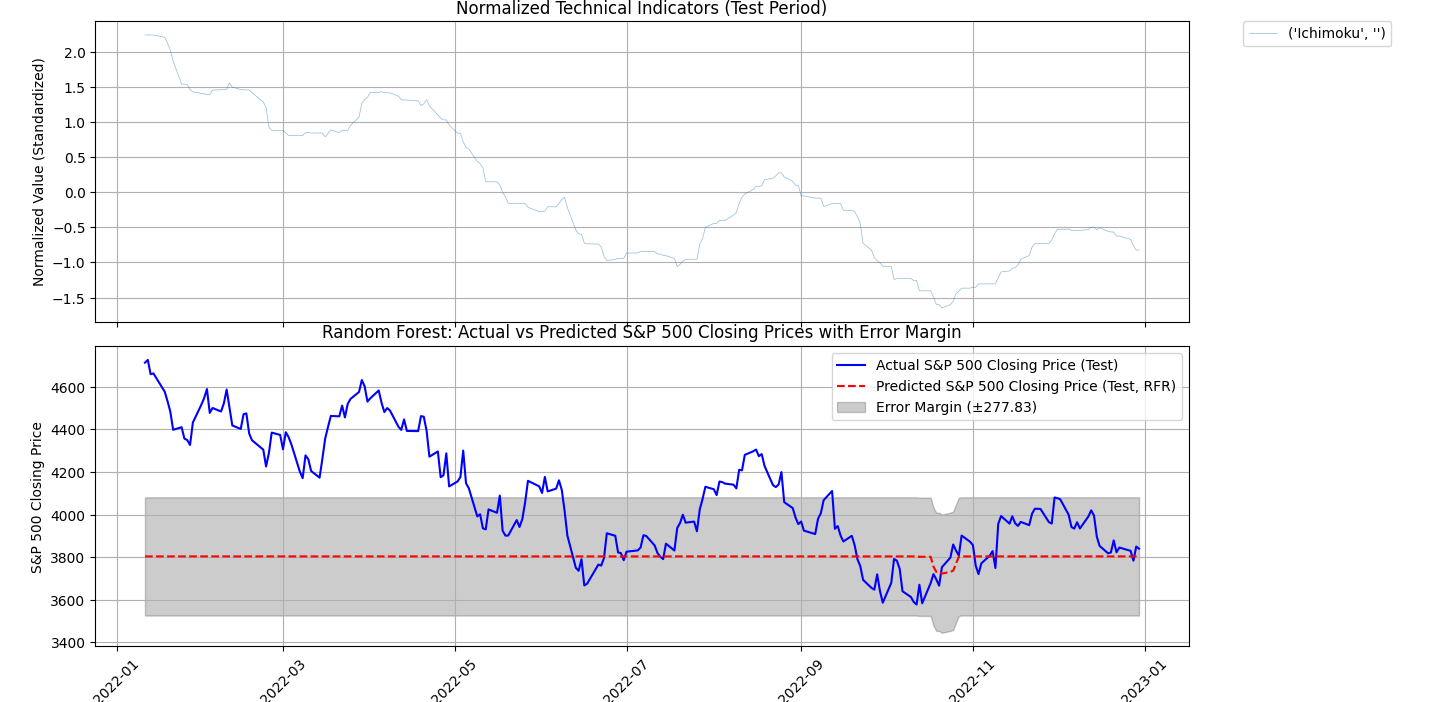 Normalized Technical Indicators (Test Period)
('Ichimoku', '')
Normalized Value (Standardized)
2.0
1.5
1.0
0.5
0.0
−0.5
−1.0
−1.5
Random Forest: Actual vs Predicted S&P 500 Closing Prices with Error Margin
Actual S&P 500 Closing Price (Test)
Predicted S&P 500 Closing Price (Test, RFR)
Error Margin (±277.83)
S&P 500 Closing Price
4600
4400
4200
4000
3800
3600
3400
2022-01
2022-03
2022-05
2022-07
2022-09
2022-11
2023-01